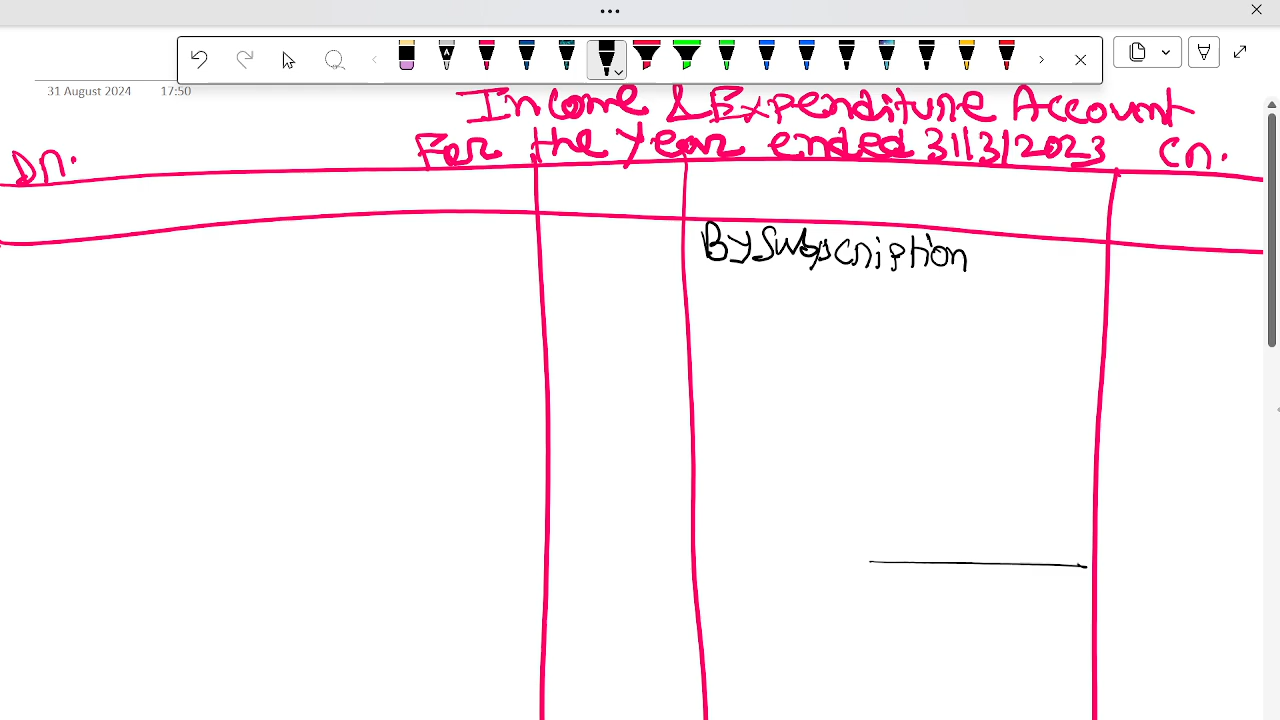 31 August 2024 17:50
Income & Expenditure Account
For the Year ended 31/3/2023
Dr. Cr.
By Subscription